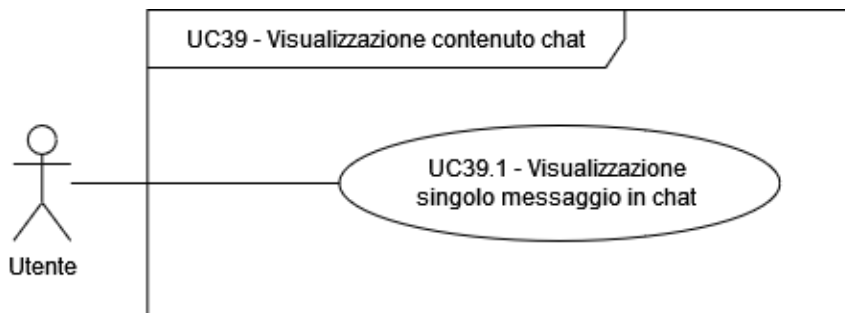 UC39 - Visualizzazione contenuto chat
UC39.1 - Visualizzazione
singolo messaggio in chat
Utente